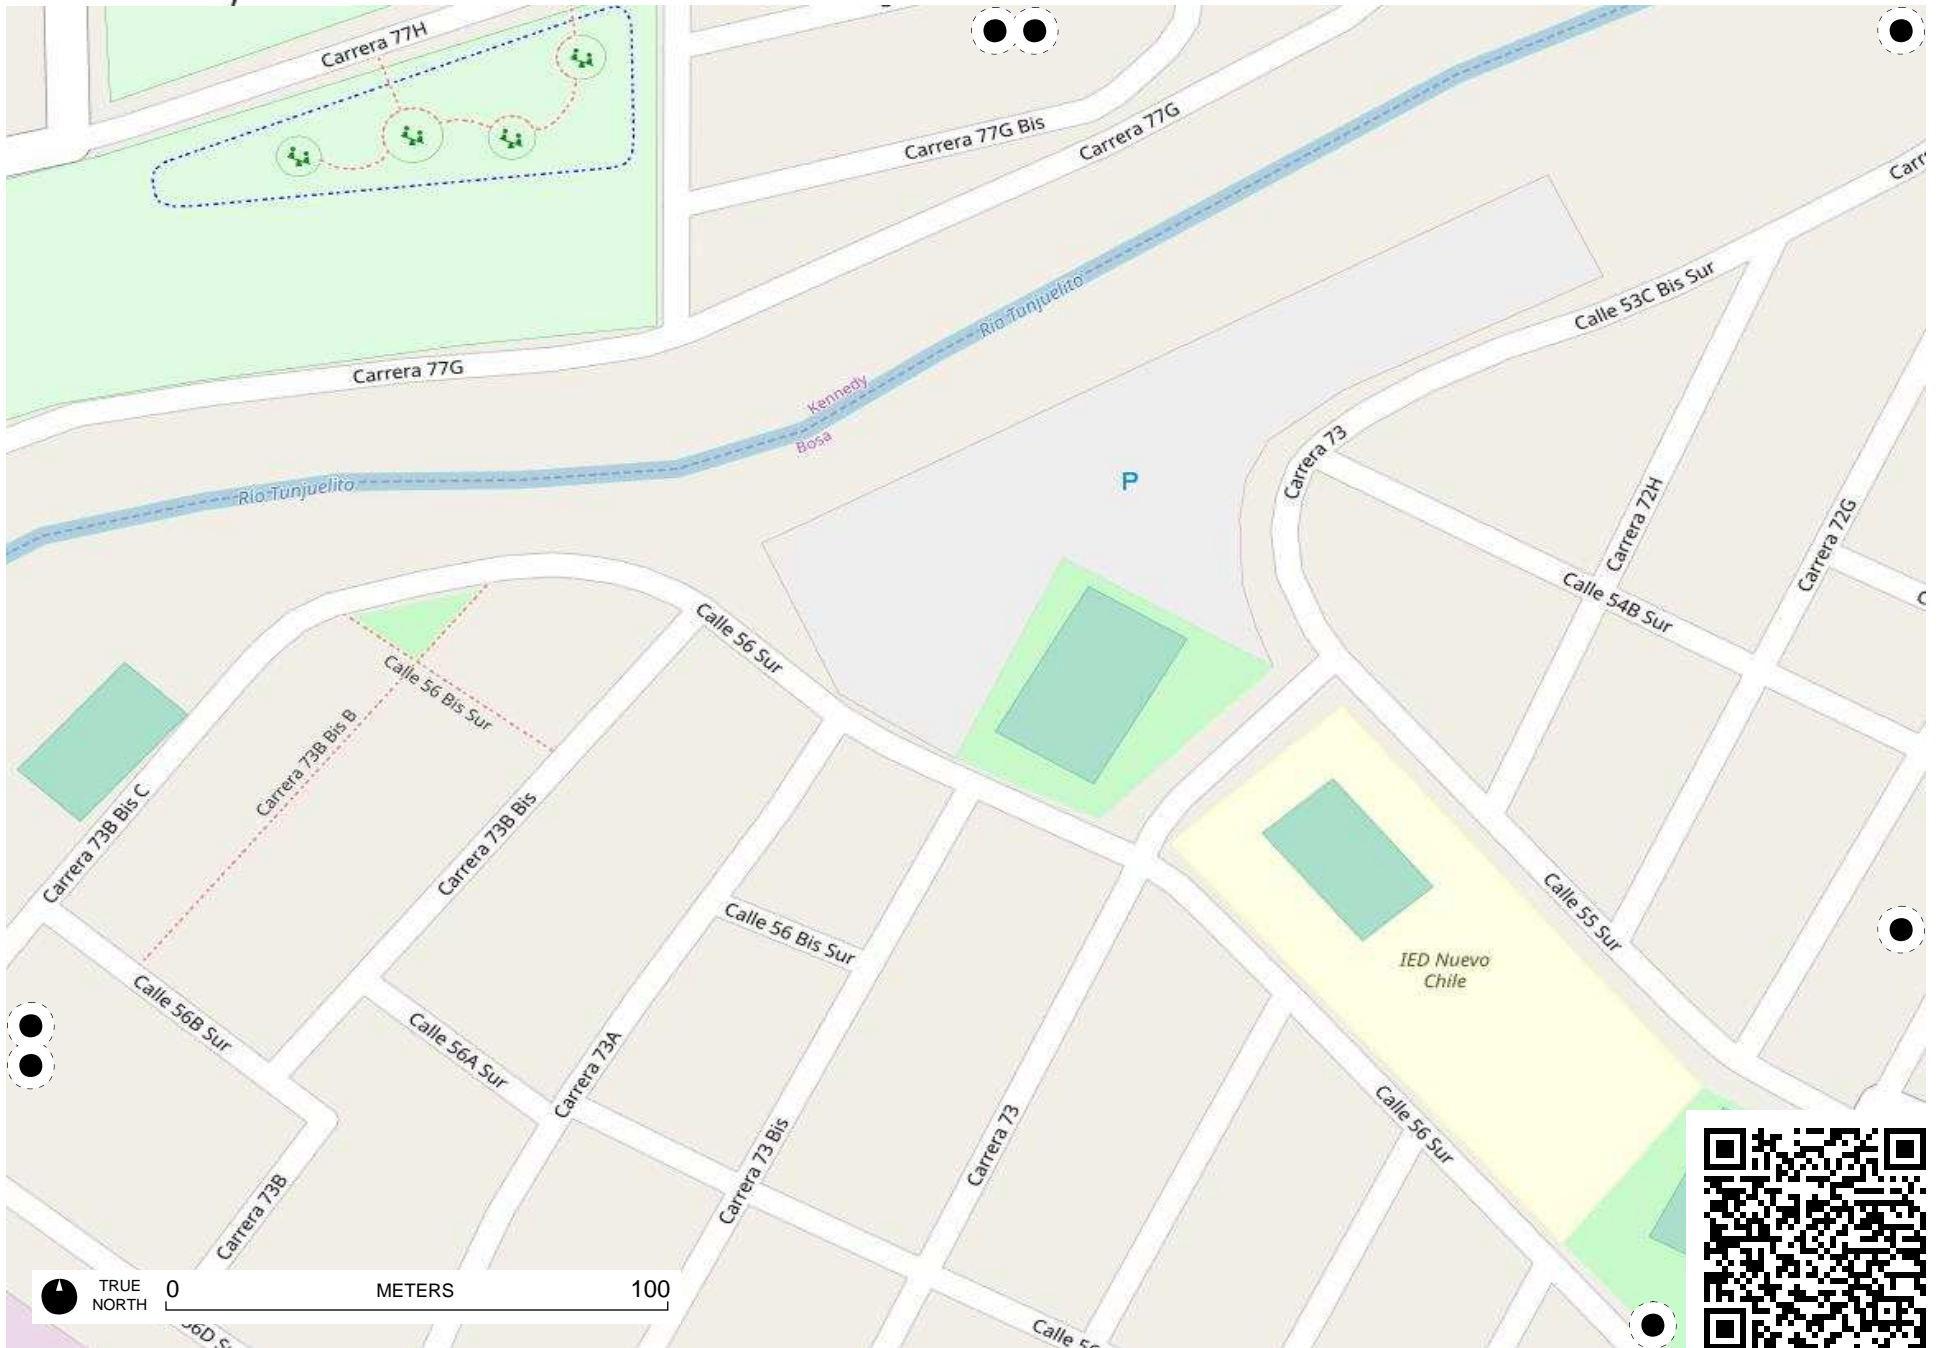 Carrera 77H
Carrera 77G Bis
Carrera 77G
Carr
Calle 53C Bis Sur
Río Tunjuelito
Carrera 77G
Kennedy
Bosa
Carrera 73
P
Río Tunjuelito
Carrera 72H
Carrera 72G
Calle 54B Sur
Calle 56 Sur
Calle 56 Bis Sur
Carrera 73B Bis B
Carrera 73B Bis C
Carrera 73B Bis
Calle 56 Bis Sur
Calle 55 Sur
IED Nuevo
Chile
Calle 56B Sur
Calle 56A Sur
Carrera 73A
Carrera 73 Bis
Carrera 73
Calle 56 Sur
Carrera 73B
TRUE
NORTH
0 METERS 100